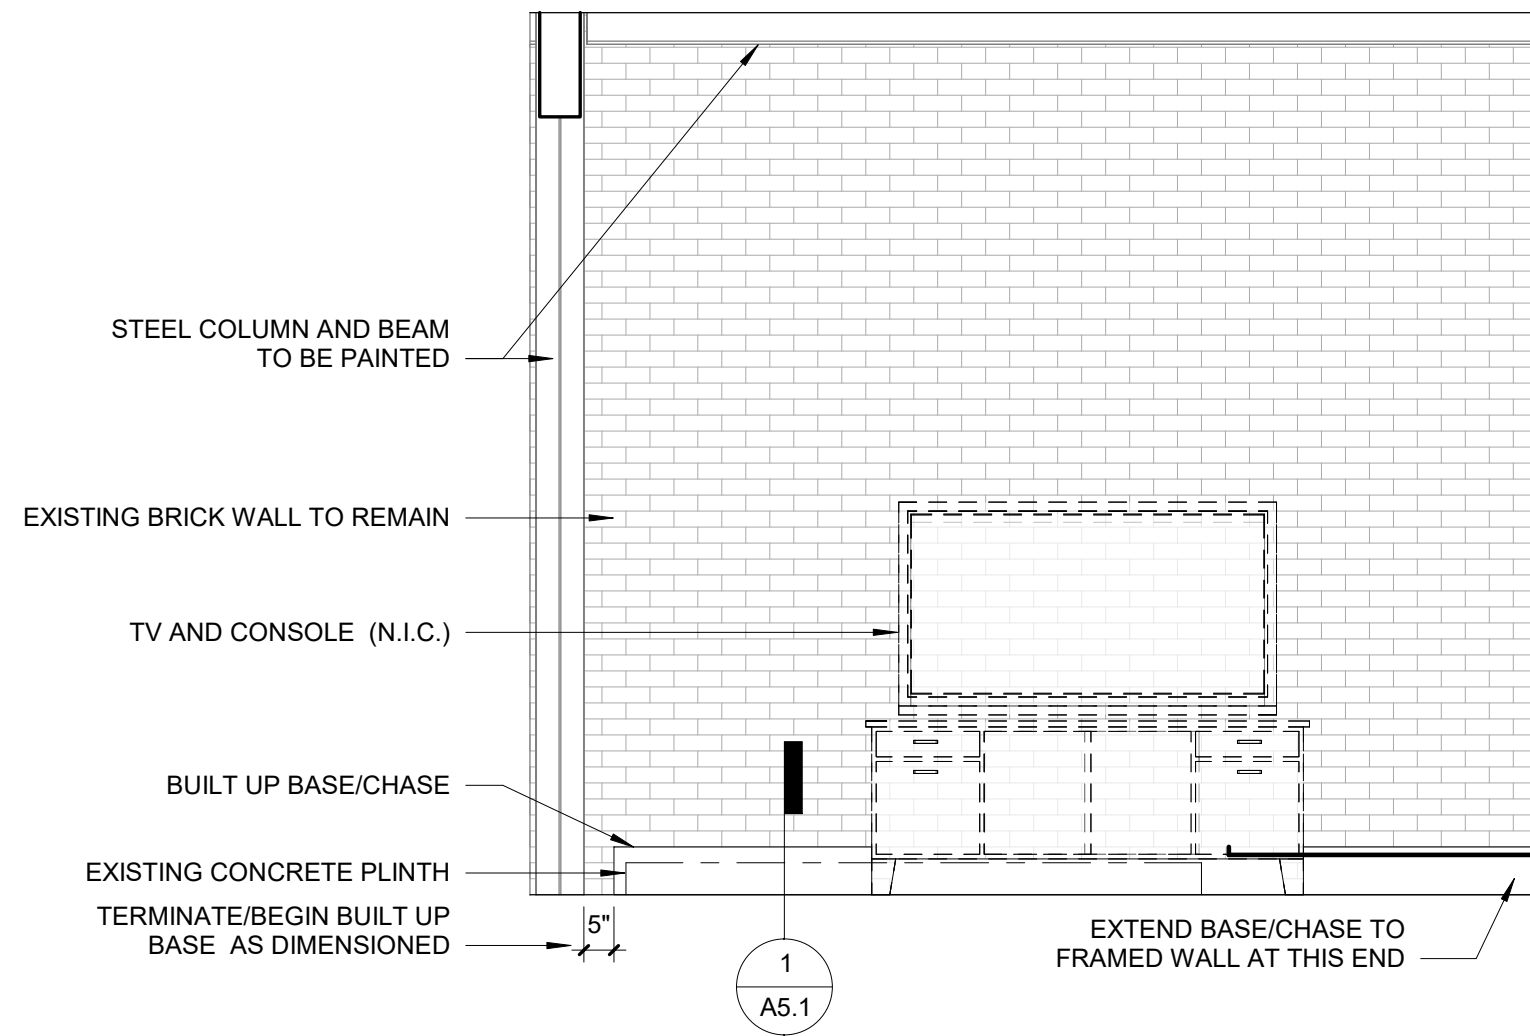 STEEL COLUMN AND BEAM
TO BE PAINTED
EXISTING BRICK WALL TO REMAIN
TV AND CONSOLE (N.I.C.)
BUILT UP BASE/CHASE
EXISTING CONCRETE PLINTH
TERMINATE/BEGIN BUILT UP
BASE AS DIMENSIONED
5"
1
A5.1
EXTEND BASE/CHASE TO
FRAMED WALL AT THIS END